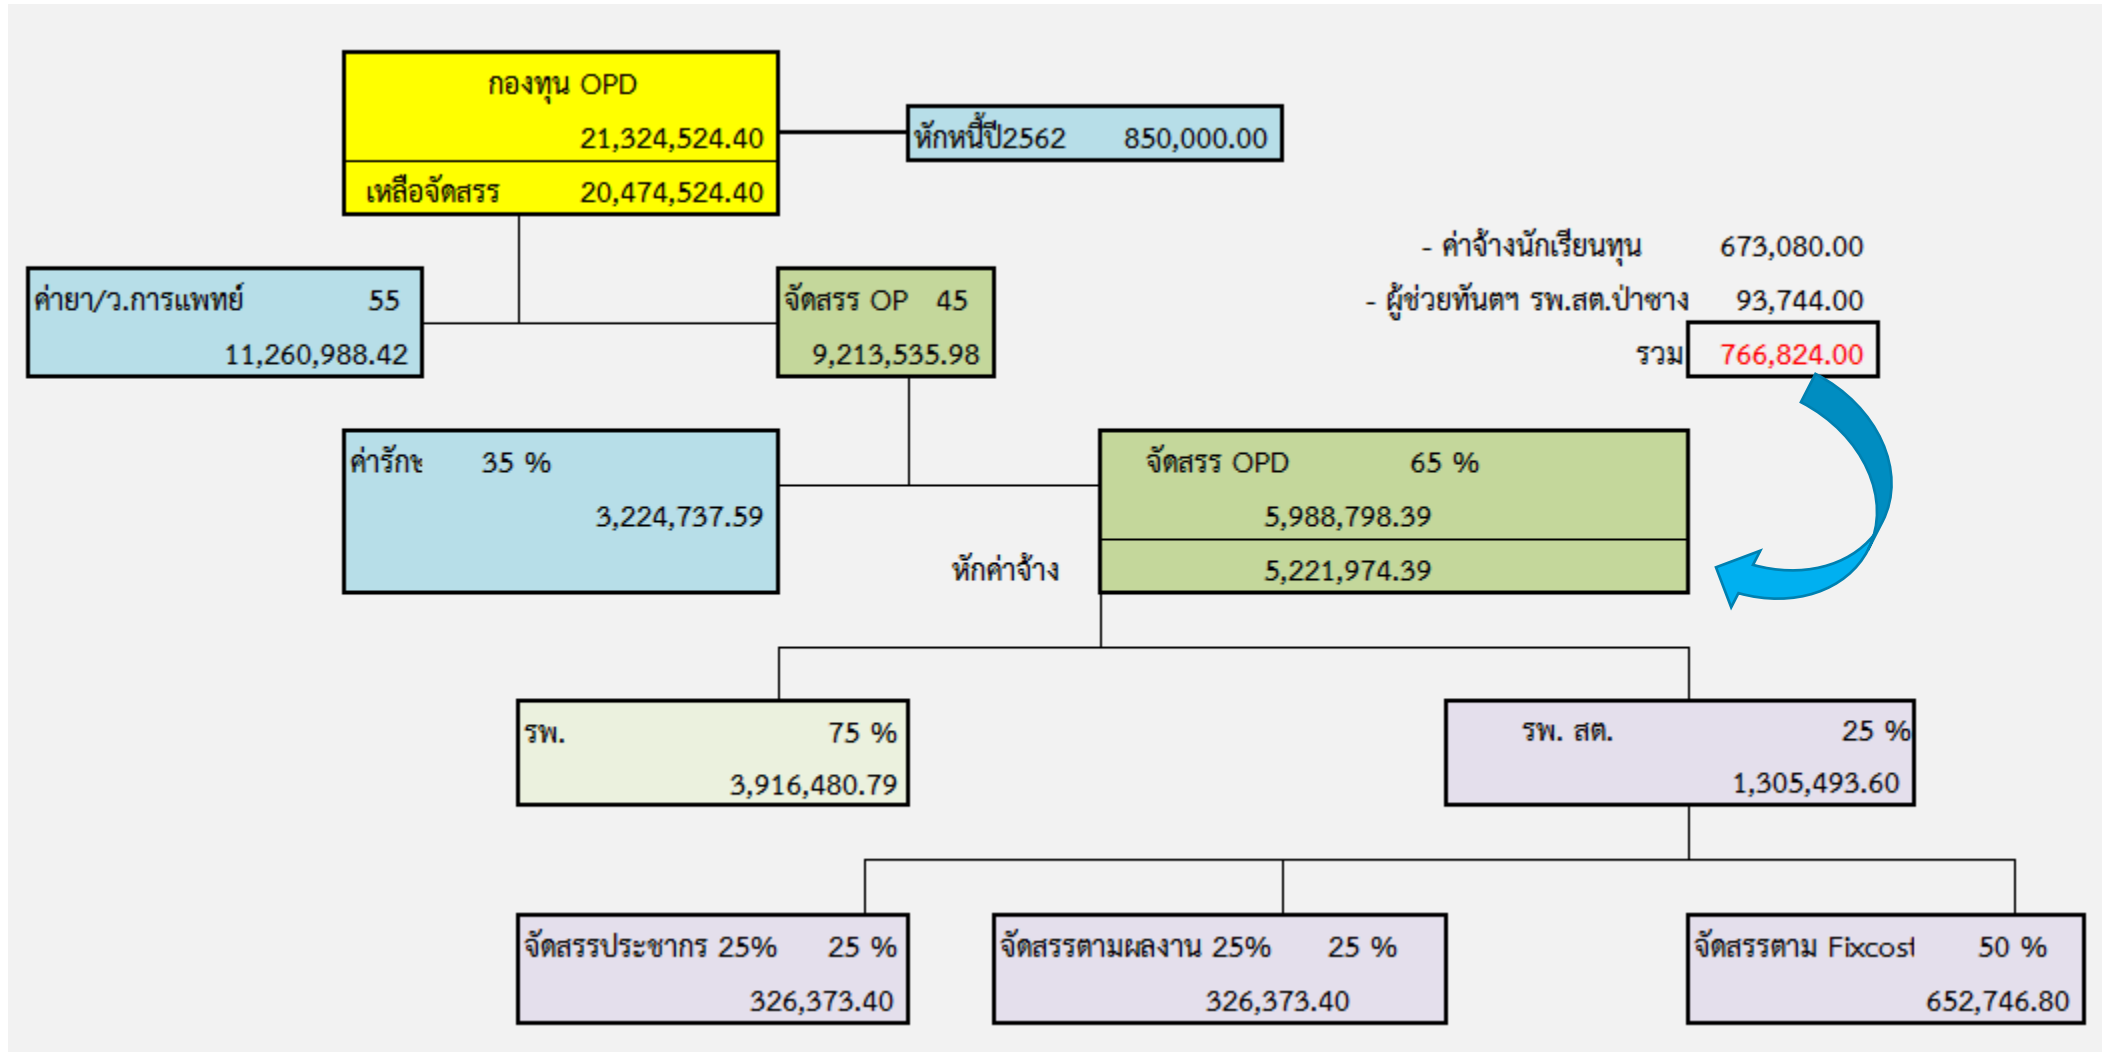 กองทุน OPD
21,324,524.40
หักหนี้ปี2562 850,000.00
เหลือจัดสรร 20,474,524.40
- ค่าจ้างนักเรียนทุน 673,080.00
- ผู้ช่วยทันตฯ รพ.สต.ป่าซาง 93,744.00
รวม 766,824.00
ค่ายา/ว.การแพทย์ 55
11,260,988.42
จัดสรร OP 45
9,213,535.98
ค่ารักษ 35 %
3,224,737.59
จัดสรร OPD 65 %
5,988,798.39
หักค่าจ้าง 5,221,974.39
รพ. 75 %
3,916,480.79
รพ. สต. 25 %
1,305,493.60
จัดสรรประชากร 25% 25 %
326,373.40
จัดสรรตามผลงาน 25% 25 %
326,373.40
จัดสรรตาม Fixcost 50 %
652,746.80